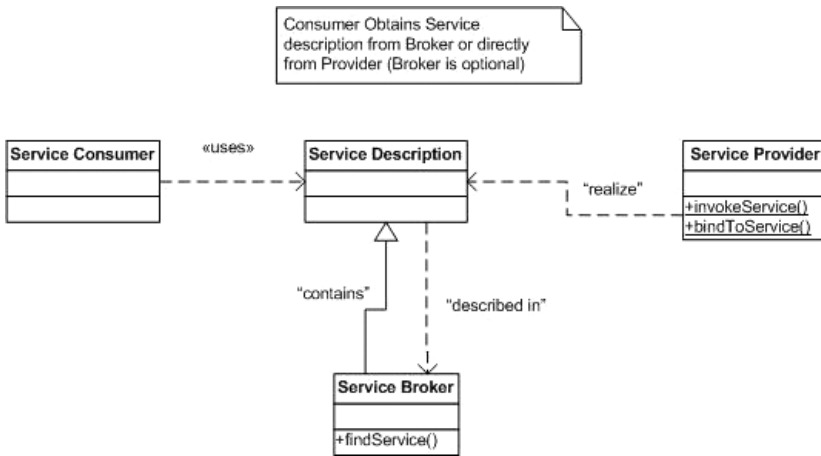 Consumer Obtains Service
description from Broker or directly
from Provider (Broker is optional)
Service Consumer
«uses»
Service Description
Service Provider
"realize"
+invokeService()
+bindToService()
“contains”
“described in”
Service Broker
+findService()